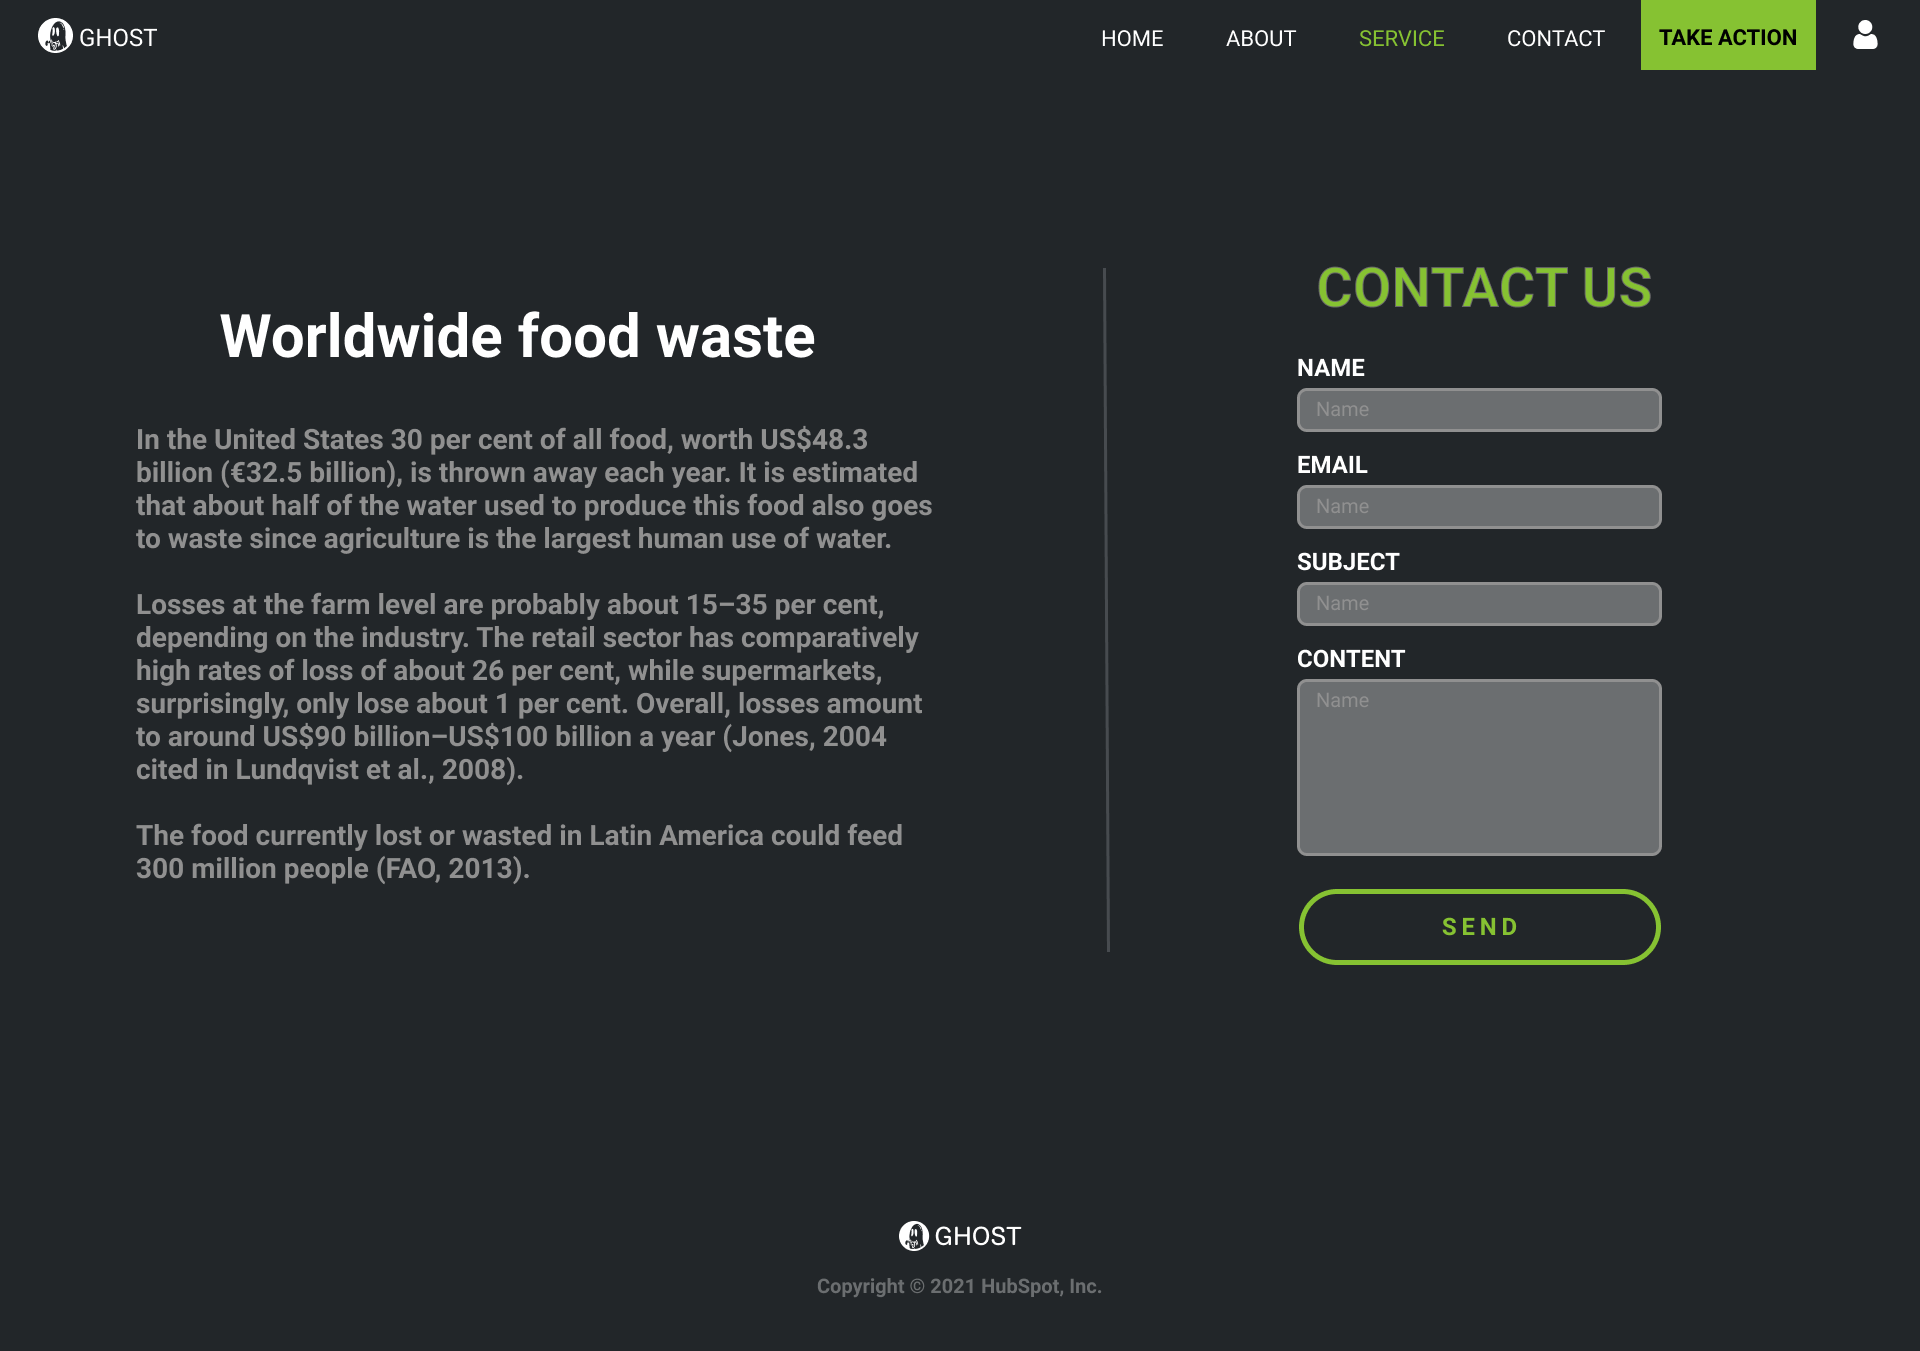 GHOST
HOME
ABOUT
SERVICE
CONTACT
TAKE ACTION
Worldwide food waste
In the United States 30 per cent of all food, worth US$48.3
billion (€32.5 billion), is thrown away each year. It is estimated
that about half of the water used to produce this food also goes
to waste since agriculture is the largest human use of water.
Losses at the farm level are probably about 15–35 per cent,
depending on the industry. The retail sector has comparatively
high rates of loss of about 26 per cent, while supermarkets,
surprisingly, only lose about 1 per cent. Overall, losses amount
to around US$90 billion–US$100 billion a year (Jones, 2004
cited in Lundqvist et al., 2008).
The food currently lost or wasted in Latin America could feed
300 million people (FAO, 2013).
CONTACT US
NAME
Name
EMAIL
Name
SUBJECT
Name
CONTENT
Name
SEND
GHOST
Copyright © 2021 HubSpot, Inc.